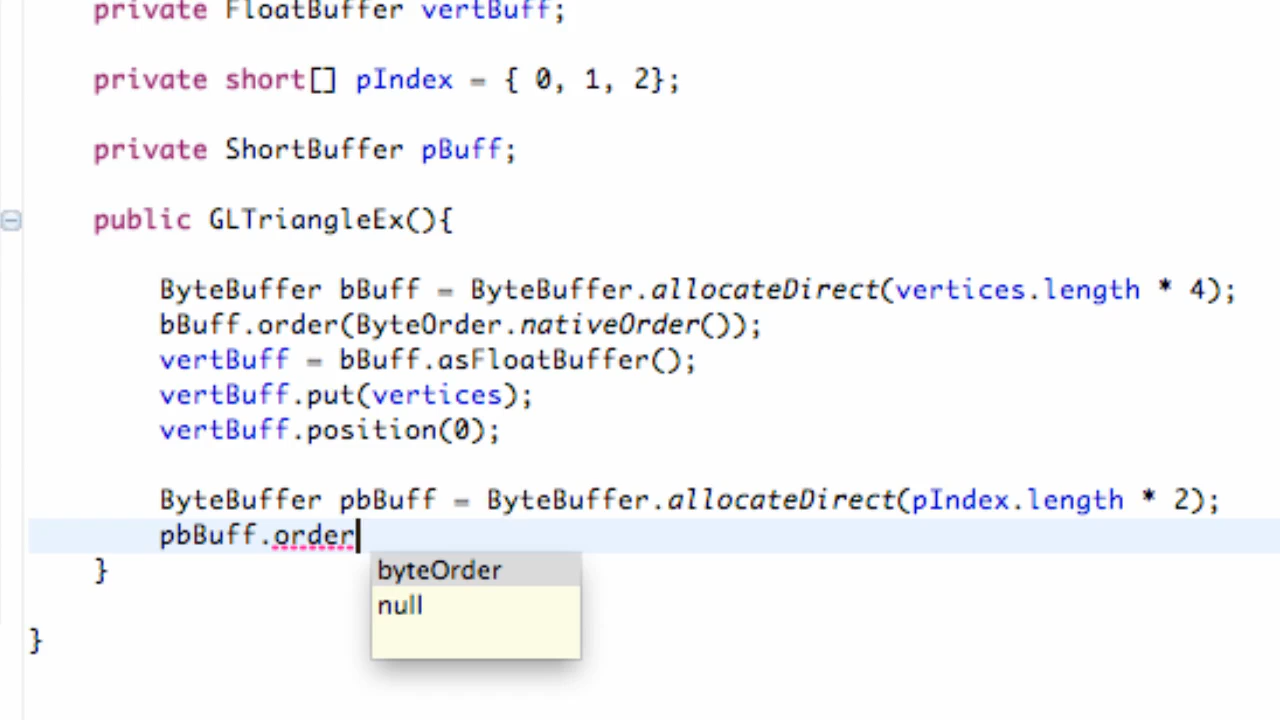 private FloatBuffer vertBuff;
private short[] pIndex = { 0, 1, 2};
private ShortBuffer pBuff;
public GLTriangleEx(){
ByteBuffer bBuff = ByteBuffer.allocateDirect(vertices.length * 4);
bBuff.order(ByteOrder.nativeOrder());
vertBuff = bBuff.asFloatBuffer();
vertBuff.put(vertices);
vertBuff.position(0);
ByteBuffer pbBuff = ByteBuffer.allocateDirect(pIndex.length * 2);
pbBuff.order
byteOrder
}
null
}